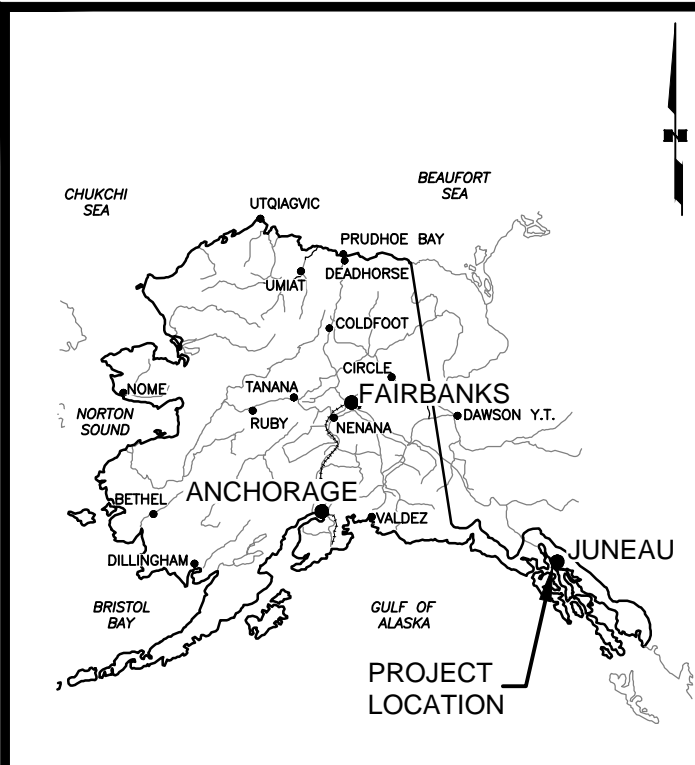 N
CHUKCHI
SEA
BEAUFORT
SEA
UTQIAGVIC
PRUDHOE BAY
DEADHORSE
UMIAT
COLDFOOT
CIRCLE
NOME
TANANA
FAIRBANKS
NORTON
SOUND
RUBY
NENANA
DAWSON Y.T.
BETHEL
ANCHORAGE
VALDEZ
DILLINGHAM
JUNEAU
BRISTOL
BAY
GULF OF
ALASKA
PROJECT
LOCATION